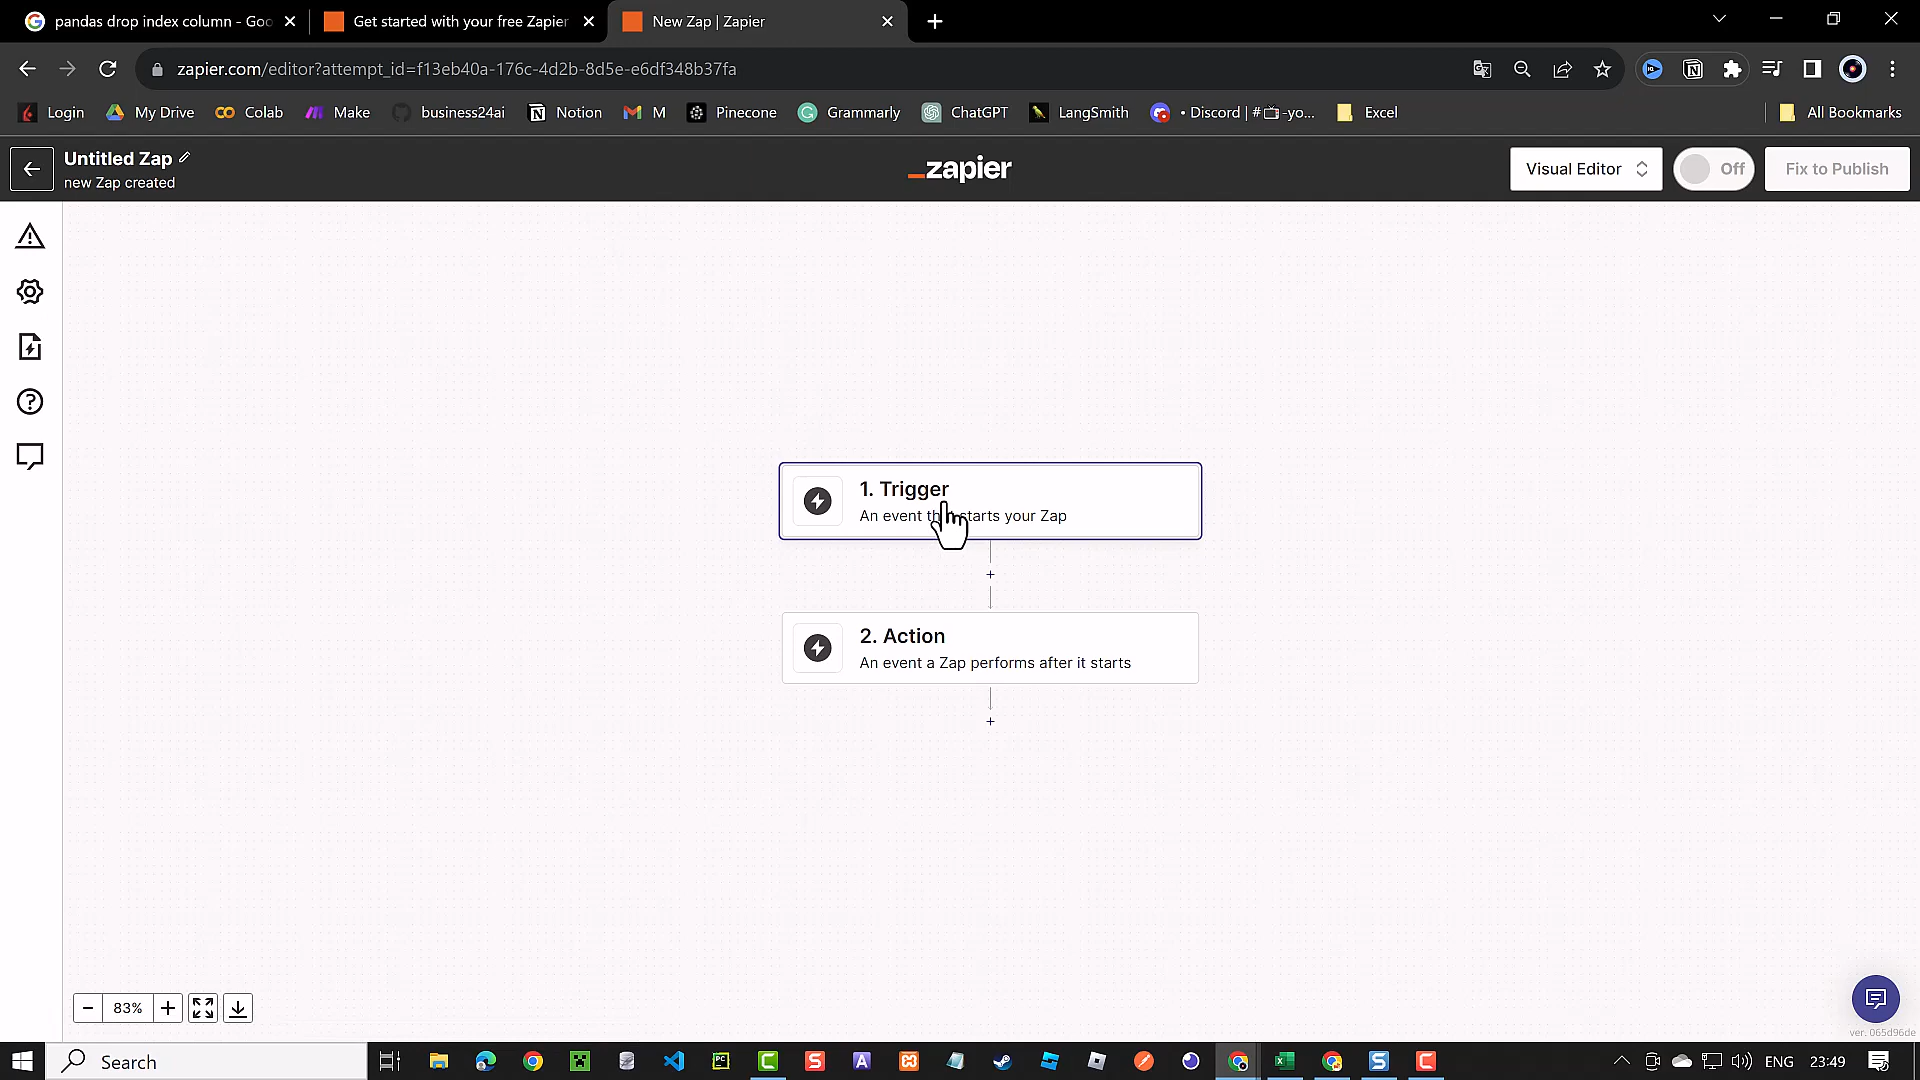 pandas drop index column - Goo
Get started with your free Zapier
New Zap | Zapier
zapier.com/editor?attempt_id=f13eb40a-176c-4d2b-8d5e-e6df348b37fa
Login
My Drive
Colab
Make
business24ai
Notion
M
Pinecone
Grammarly
ChatGPT
LangSmith
• Discord | #📺-yo...
Excel
All Bookmarks
Untitled Zap
new Zap created
_zapier
Visual Editor
Off
Fix to Publish
1. Trigger
An event starts your Zap
2. Action
An event a Zap performs after it starts
83%
ver. 065d96de
Search
ENG
23:49